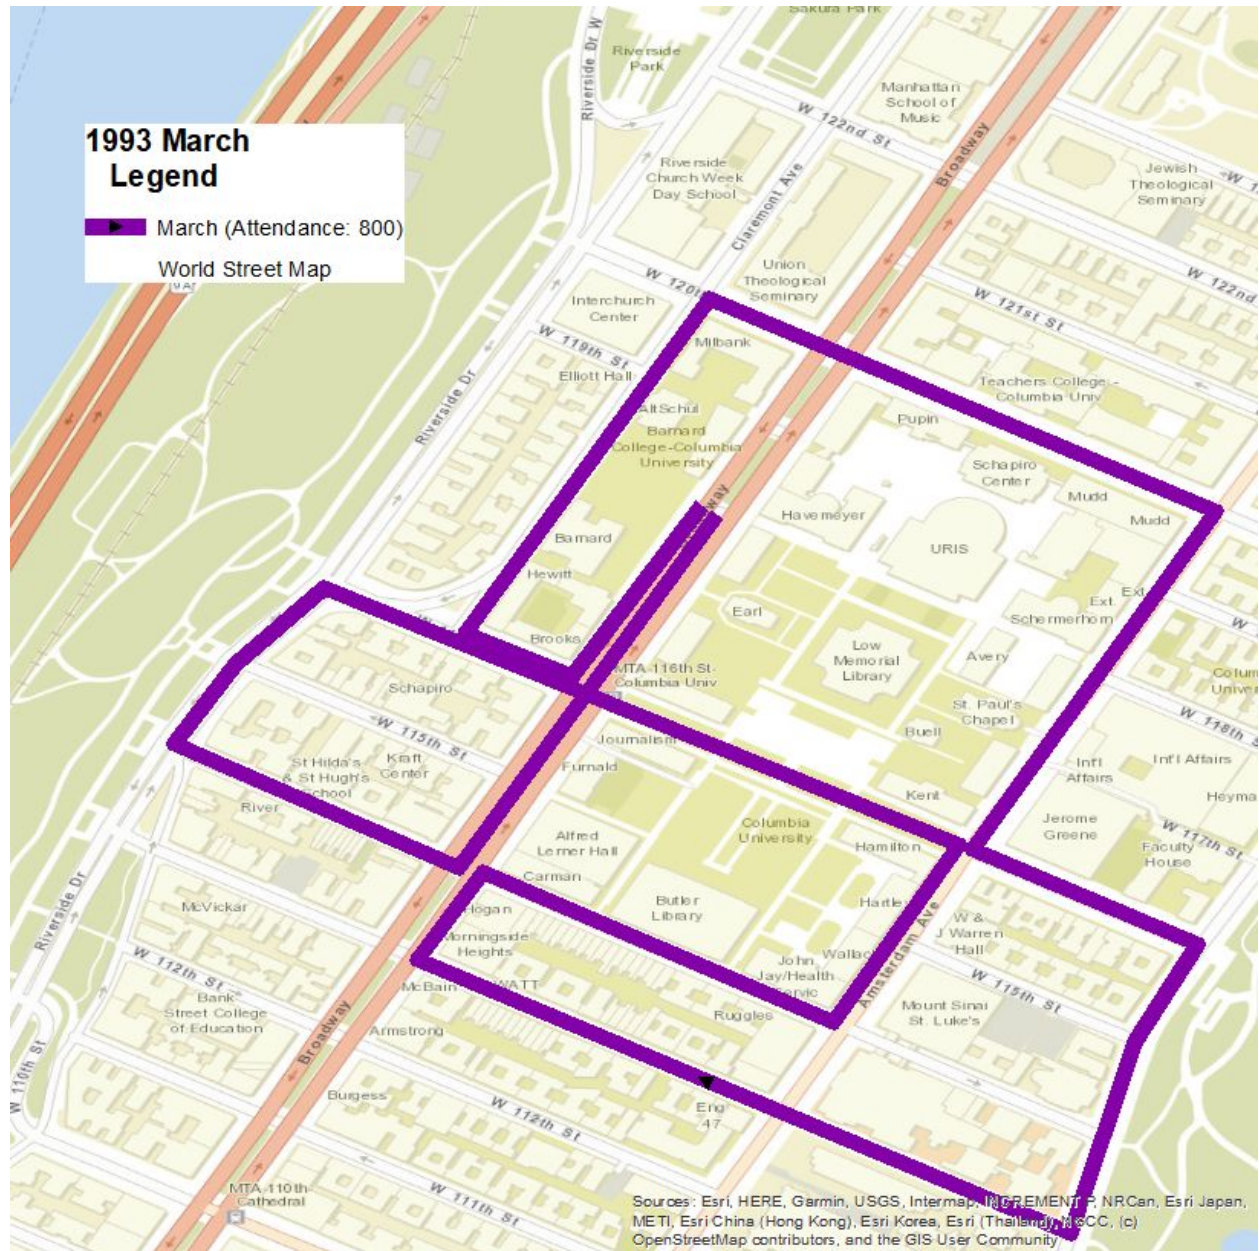 Sakura Park
Riverside
Park
Riverside Dr W
Manhattan
School of
Music
W 122nd St
Broadway
Jewish
Theological
Seminary
1993 March
Legend
March (Attendance: 800)
World Street Map
Riverside
Church Week
Day School
Claremont Ave
Union
Theological
Seminary
W 122nd
W 120th
W 121st St
Interchurch
Center
W 119th St
Milbank
Elliott Hall
Riverside Dr
Teachers College -
Columbia Univ
AltSchul
Barnard
College-Columbia
University
Pupin
Schapiro
Center
Mudd
Mudd
Havemeyer
URIS
Barnard
Hewitt
Earl
Ext.
Ext.
Schermerhorn
Brooks
Low
Memorial
Library
Avery
MTA-116th St-
Columbia Univ
Schapiro
St. Paul's
Chapel
W 118th S
W 115th St
Journalism
Buell
St Hilda's
& St Hugh's
School
Kraft
Center
Furnald
Int'l
Affairs
Int'l Affairs
River
Kent
Heyma
Columbia
University
Jerome
Greene
W 117th St
Alfred
Lerner Hall
Hamilton
Faculty
House
Carman
Butler
Library
Hartley
McVickar
Hogan
Riverside Dr
Morningside
Heights
W &
J Warren
Hall
Amsterdam Ave
John
Jay/Health
W 112th St
McBain
WATT
W 115th St
Bank
Street College
of Education
Ruggles
Mount Sinai
St. Luke's
Broadway
Armstrong
W 110th St
Burgess
W 112th St
Eng
47
MTA-110th-
Cathedral
W 111th St
Sources: Esri, HERE, Garmin, USGS, Intermap, INCREMENT P, NRCan, Esri Japan,
METI, Esri China (Hong Kong), Esri Korea, Esri (Thailand), NGCC, (c)
OpenStreetMap contributors, and the GIS User Community